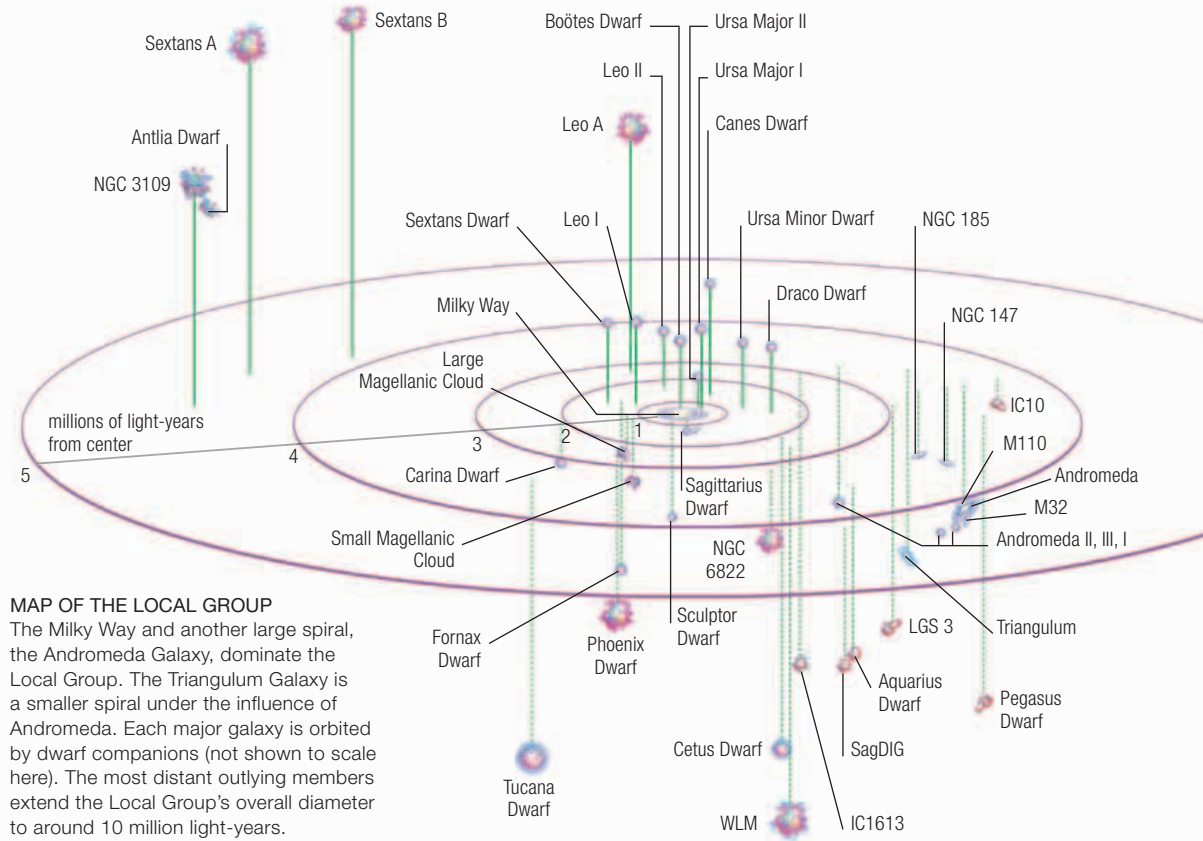 Sextans A
Sextans B
Boötes Dwarf
Ursa Major II
Leo II
Ursa Major I
Antlia Dwarf
Leo A
Canes Dwarf
NGC 3109
Sextans Dwarf
Leo I
Ursa Minor Dwarf
NGC 185
Milky Way
Draco Dwarf
NGC 147
Large
Magellanic Cloud
IC10
millions of light-years
from center
1
2
3
4
5
M110
Andromeda
M32
Carina Dwarf
Sagittarius
Dwarf
Small Magellanic
Cloud
NGC
6822
Andromeda II, III, I
MAP OF THE LOCAL GROUP
The Milky Way and another large spiral,
the Andromeda Galaxy, dominate the
Local Group. The Triangulum Galaxy is
a smaller spiral under the influence of
Andromeda. Each major galaxy is orbited
by dwarf companions (not shown to scale
here). The most distant outlying members
extend the Local Group's overall diameter
to around 10 million light-years.
Fornax
Dwarf
Phoenix
Dwarf
Sculptor
Dwarf
LGS 3
Triangulum
Aquarius
Dwarf
Pegasus
Dwarf
Cetus Dwarf
SagDIG
Tucana
Dwarf
WLM
IC1613